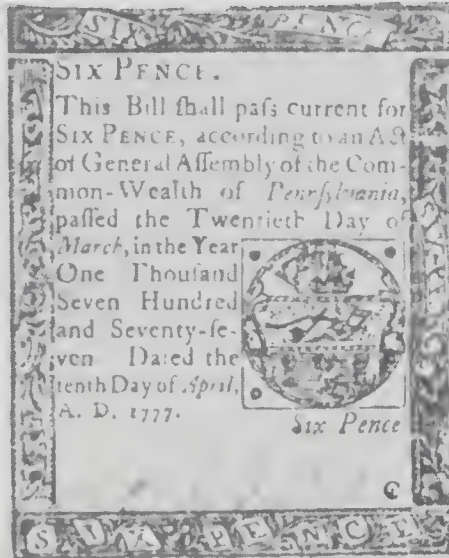 SIX PENCE
SIX PENCE.
This Bill ſhall paſs current for
SIX PENCE, according to an Act
of General Aſſembly of the Com-
mon-Wealth of Pennſylvania,
paſſed the Twentieth Day of
March, in the Year
One Thouſand
Seven Hundred
and Seventy-ſe-
ven Dated the
tenth Day of April,
A. D. 1777.
Six Pence
C
SIX PENCE